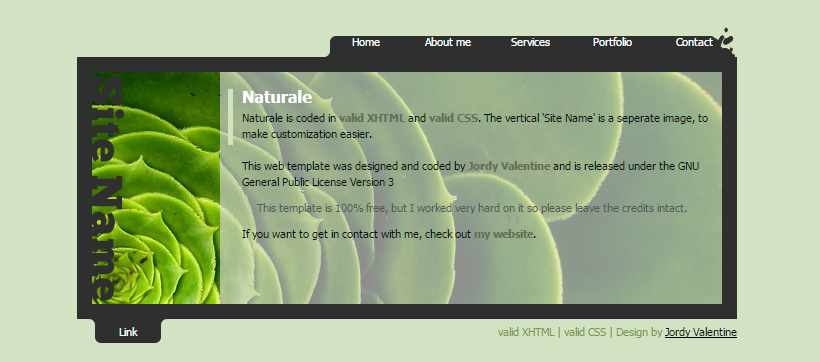 Home About me Services Portfolio Contact
Site Name
Naturale
Naturale is coded in valid XHTML and valid CSS. The vertical 'Site Name' is a seperate image, to
make customization easier.
This web template was designed and coded by Jordy Valentine and is released under the GNU
General Public License Version 3
This template is 100% free, but I worked very hard on it so please leave the credits intact.
If you want to get in contact with me, check out my website.
Link
valid XHTML | valid CSS | Design by Jordy Valentine